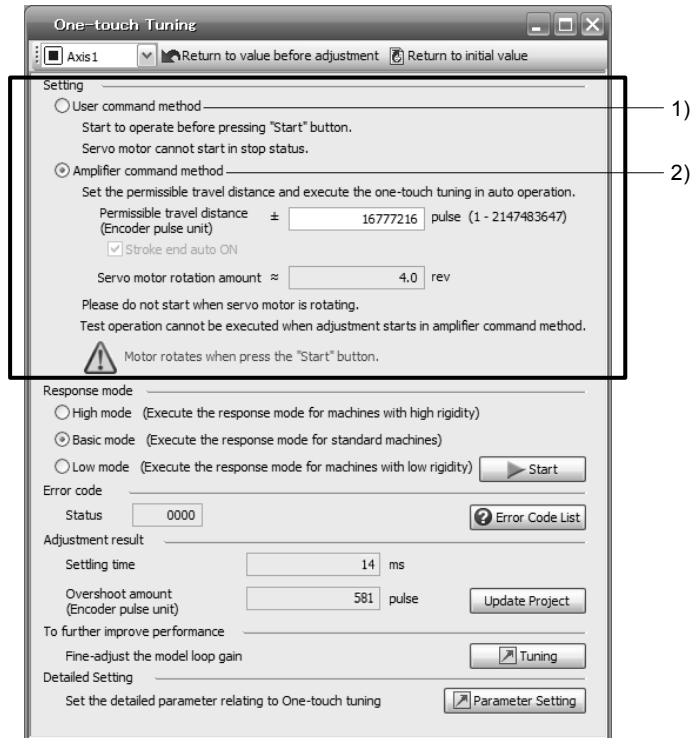 One-touch Tuning
Axis1 Return to value before adjustment Return to initial value
Setting
User command method 1)
Start to operate before pressing "Start" button.
Servo motor cannot start in stop status.
Amplifier command method 2)
Set the permissible travel distance and execute the one-touch tuning in auto operation.
Permissible travel distance ± 16777216 pulse (1 - 2147483647)
(Encoder pulse unit)
Stroke end auto ON
Servo motor rotation amount ≈ 4.0 rev
Please do not start when servo motor is rotating.
Test operation cannot be executed when adjustment starts in amplifier command method.
Motor rotates when press the "Start" button.
Response mode
High mode (Execute the response mode for machines with high rigidity)
Basic mode (Execute the response mode for standard machines)
Low mode (Execute the response mode for machines with low rigidity) Start
Error code
Status 0000 Error Code List
Adjustment result
Settling time 14 ms
Overshoot amount 581 pulse Update Project
(Encoder pulse unit)
To further improve performance
Fine-adjust the model loop gain Tuning
Detailed Setting
Set the detailed parameter relating to One-touch tuning Parameter Setting